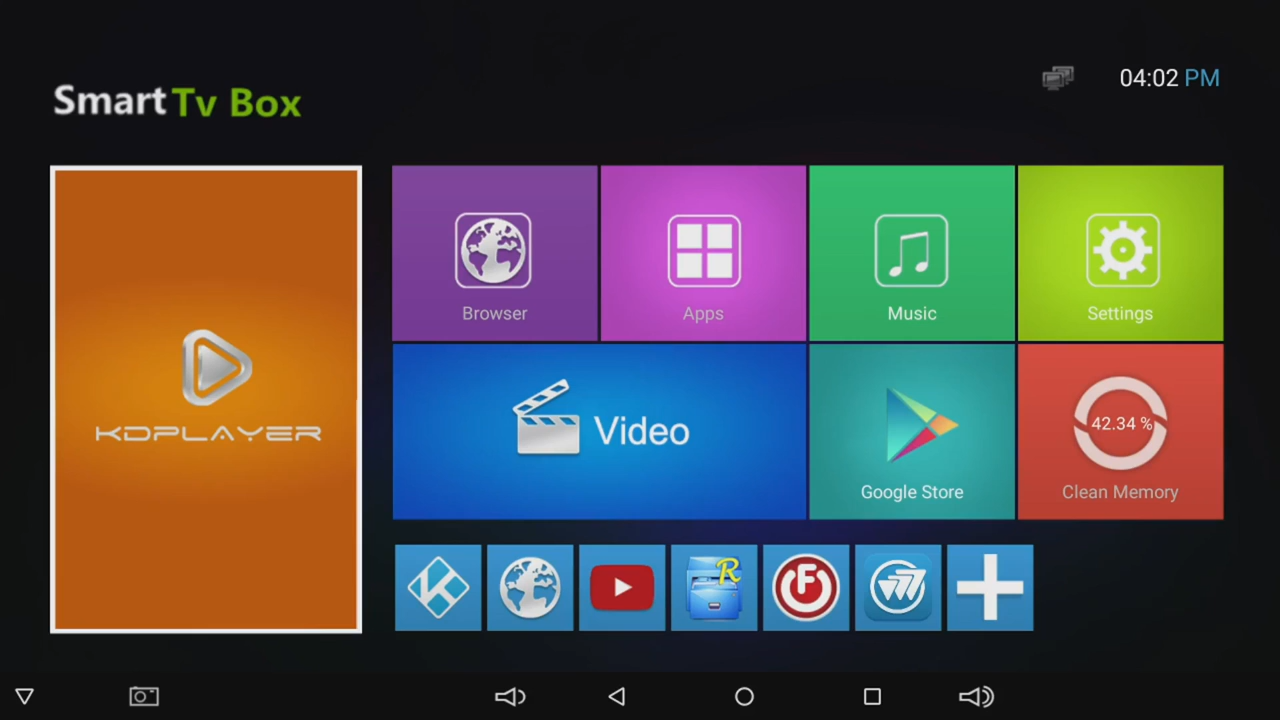 Smart Tv Box
04:02 PM
KDPLAYER
Browser
Apps
Music
Settings
Video
Google Store
42.34 %
Clean Memory
R
F